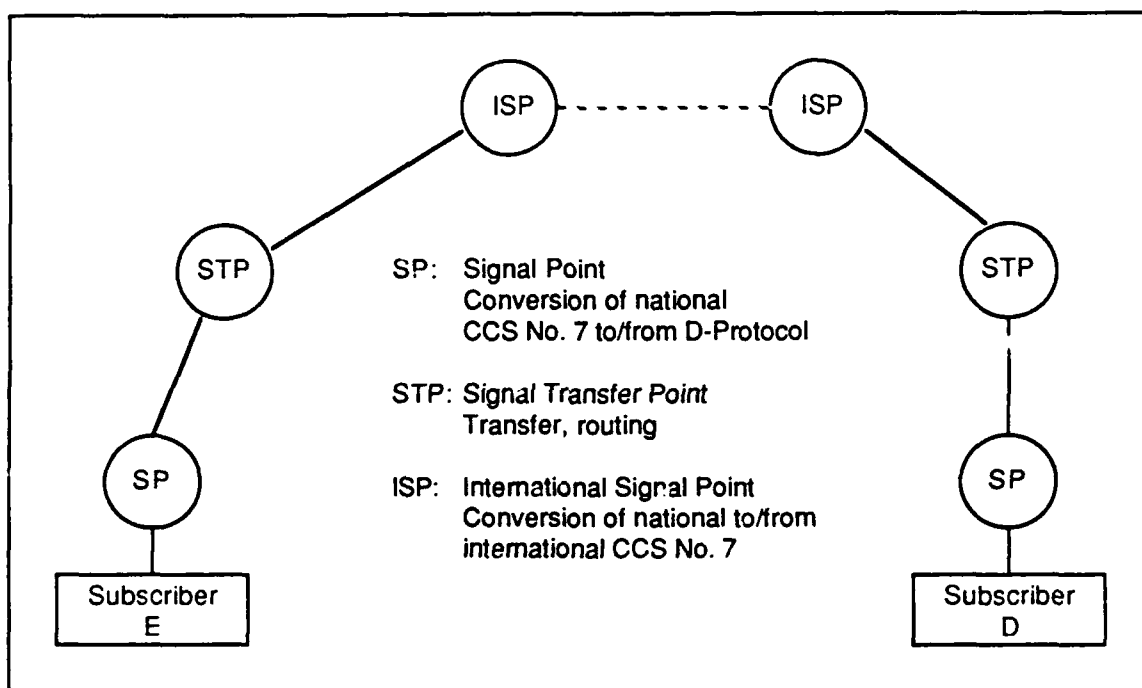 ISP
ISP
STP
STP
SP: Signal Point
Conversion of national
CCS No. 7 to/from D-Protocol
STP: Signal Transfer Point
Transfer, routing
SP
SP
ISP: International Signal Point
Conversion of national to/from
international CCS No. 7
Subscriber
E
Subscriber
D